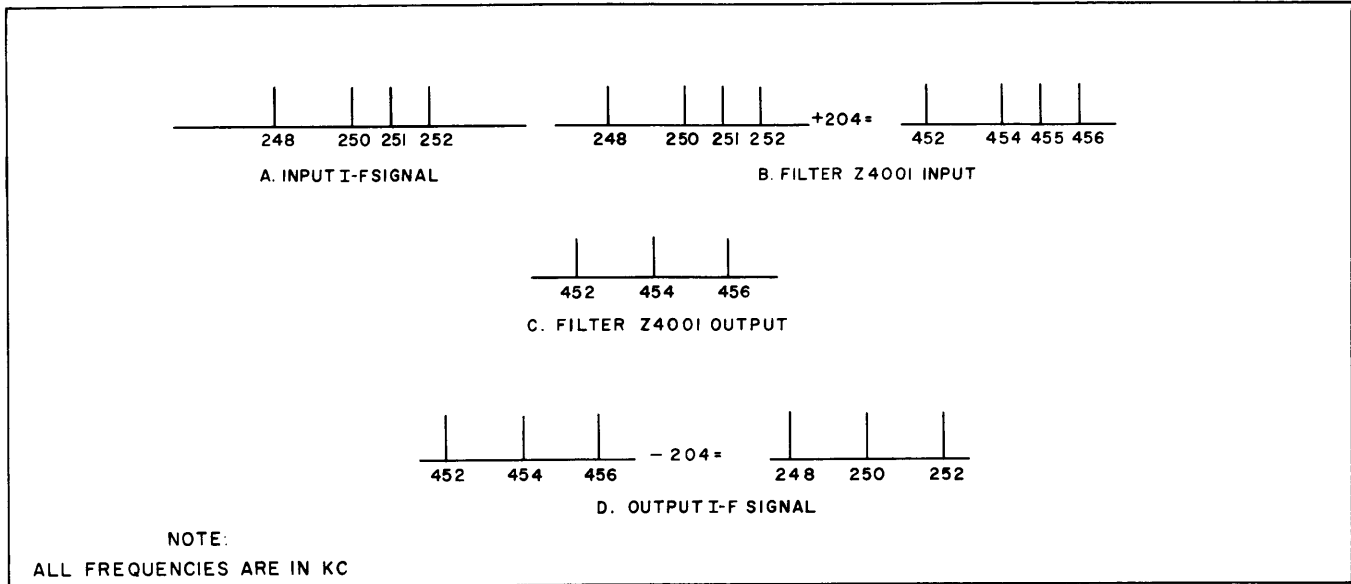 248 250 251 252
A. INPUT I-F SIGNAL
248 250 251 252 +204= 452 454 455 456
B. FILTER Z4001 INPUT
452 454 456
C. FILTER Z4001 OUTPUT
452 454 456 - 204= 248 250 252
D. OUTPUT I-F SIGNAL
NOTE:
ALL FREQUENCIES ARE IN KC